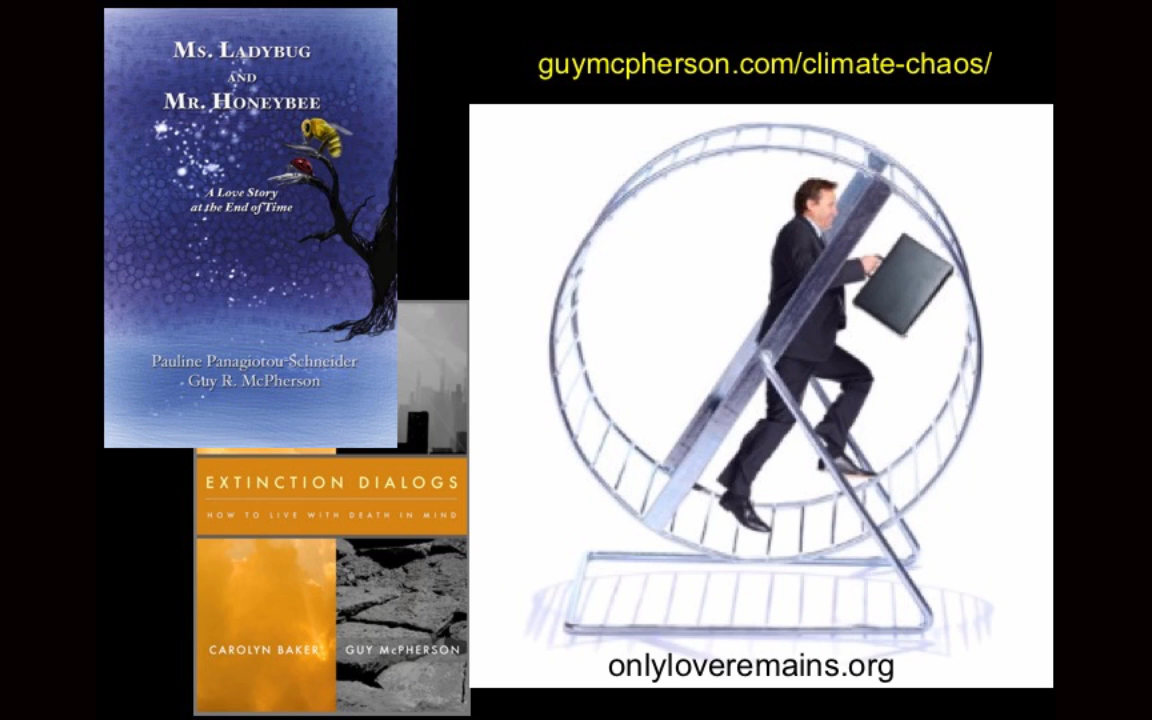 Ms. Ladybug
and
Mr. Honeybee
A Love Story
at the End of Time
Pauline Panagiotou-Schneider
Guy R. McPherson
EXTINCTION DIALOGS
HOW TO LIVE WITH DEATH IN MIND
CAROLYN BAKER
GUY McPHERSON
guymcpherson.com/climate-chaos/
onlyloveremains.org